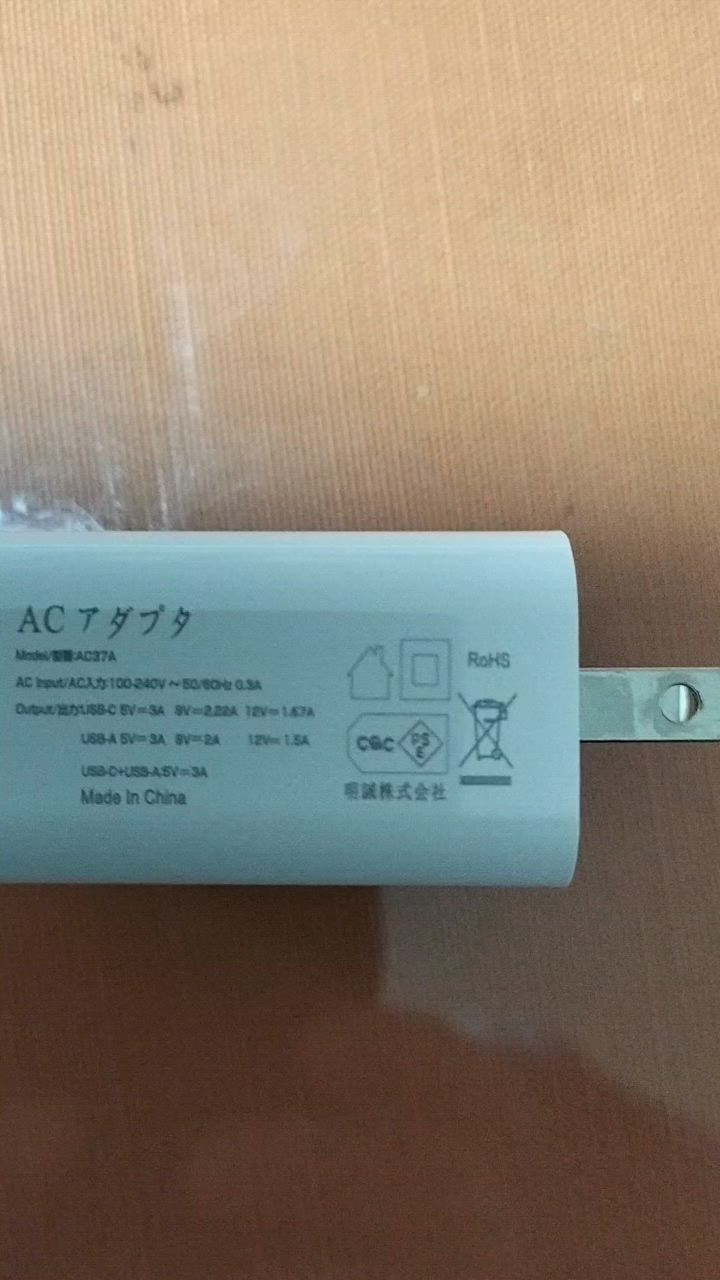 ACアダプタ
Model/型番:AC37A
AC Input/AC入力:100-240V～50/60Hz 0.3A
Output/出力:USB-C 5V=3A 9V=2.22A 12V=1.67A
USB-A 5V=3A 9V=2A 12V=1.5A
USB-C+USB-A:5V=3A
Made In China
RoHS
CQC PSE
明誠株式会社